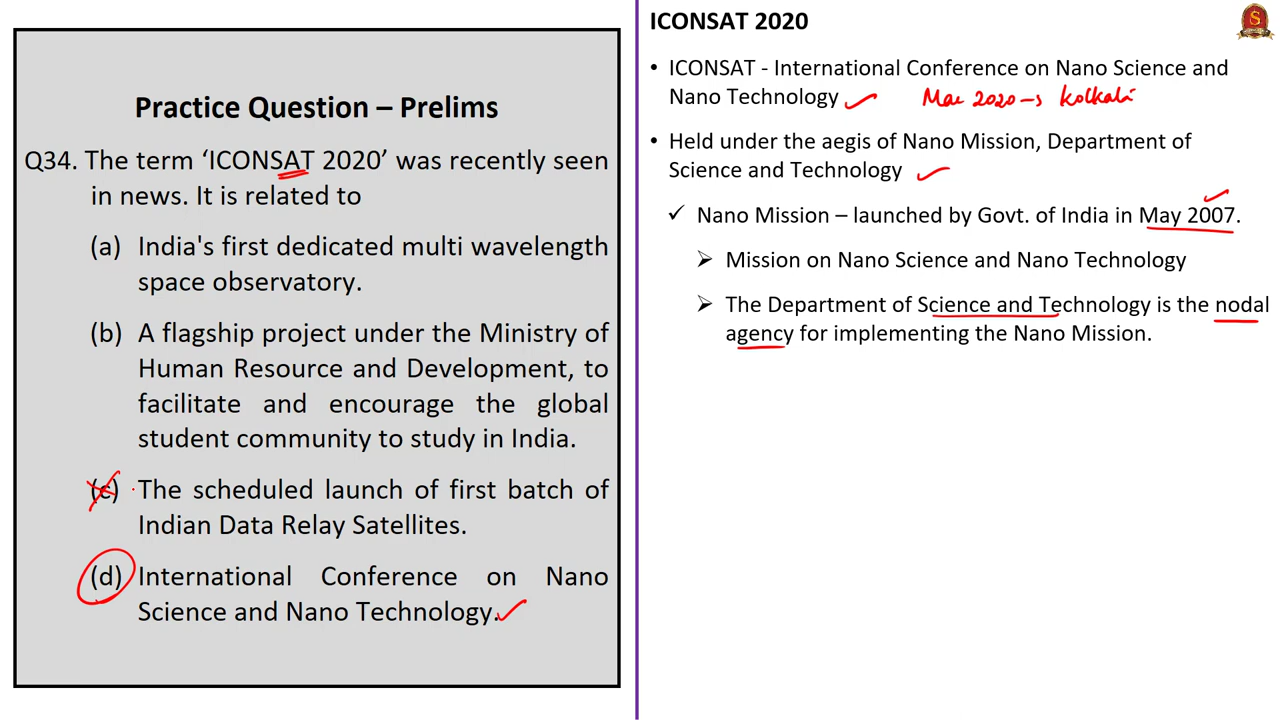 Practice Question – Prelims
Q34. The term ‘ICONSAT 2020’ was recently seen
in news. It is related to
(a) India's first dedicated multi wavelength
space observatory.
(b) A flagship project under the Ministry of
Human Resource and Development, to
facilitate and encourage the global
student community to study in India.
(c) The scheduled launch of first batch of
Indian Data Relay Satellites.
(d) International Conference on Nano
Science and Nano Technology.
ICONSAT 2020
• ICONSAT - International Conference on Nano Science and
Nano Technology Mar 2020 → Kolkata
• Held under the aegis of Nano Mission, Department of
Science and Technology
✓ Nano Mission – launched by Govt. of India in May 2007.
➢ Mission on Nano Science and Nano Technology
➢ The Department of Science and Technology is the nodal
agency for implementing the Nano Mission.